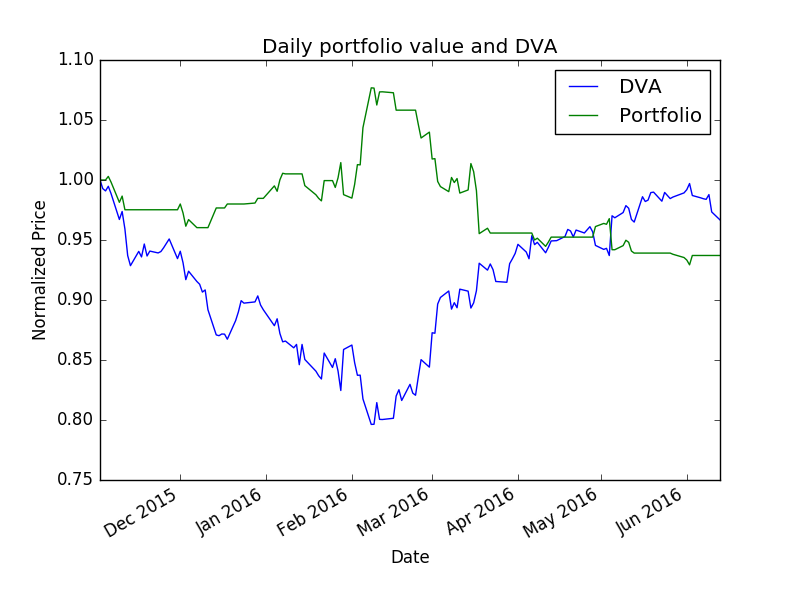 Daily portfolio value and DVA
1.10
1.05
1.00
0.95
0.90
0.85
0.80
0.75
Normalized Price
DVA
Portfolio
Dec 2015
Jan 2016
Feb 2016
Mar 2016
Apr 2016
May 2016
Jun 2016
Date